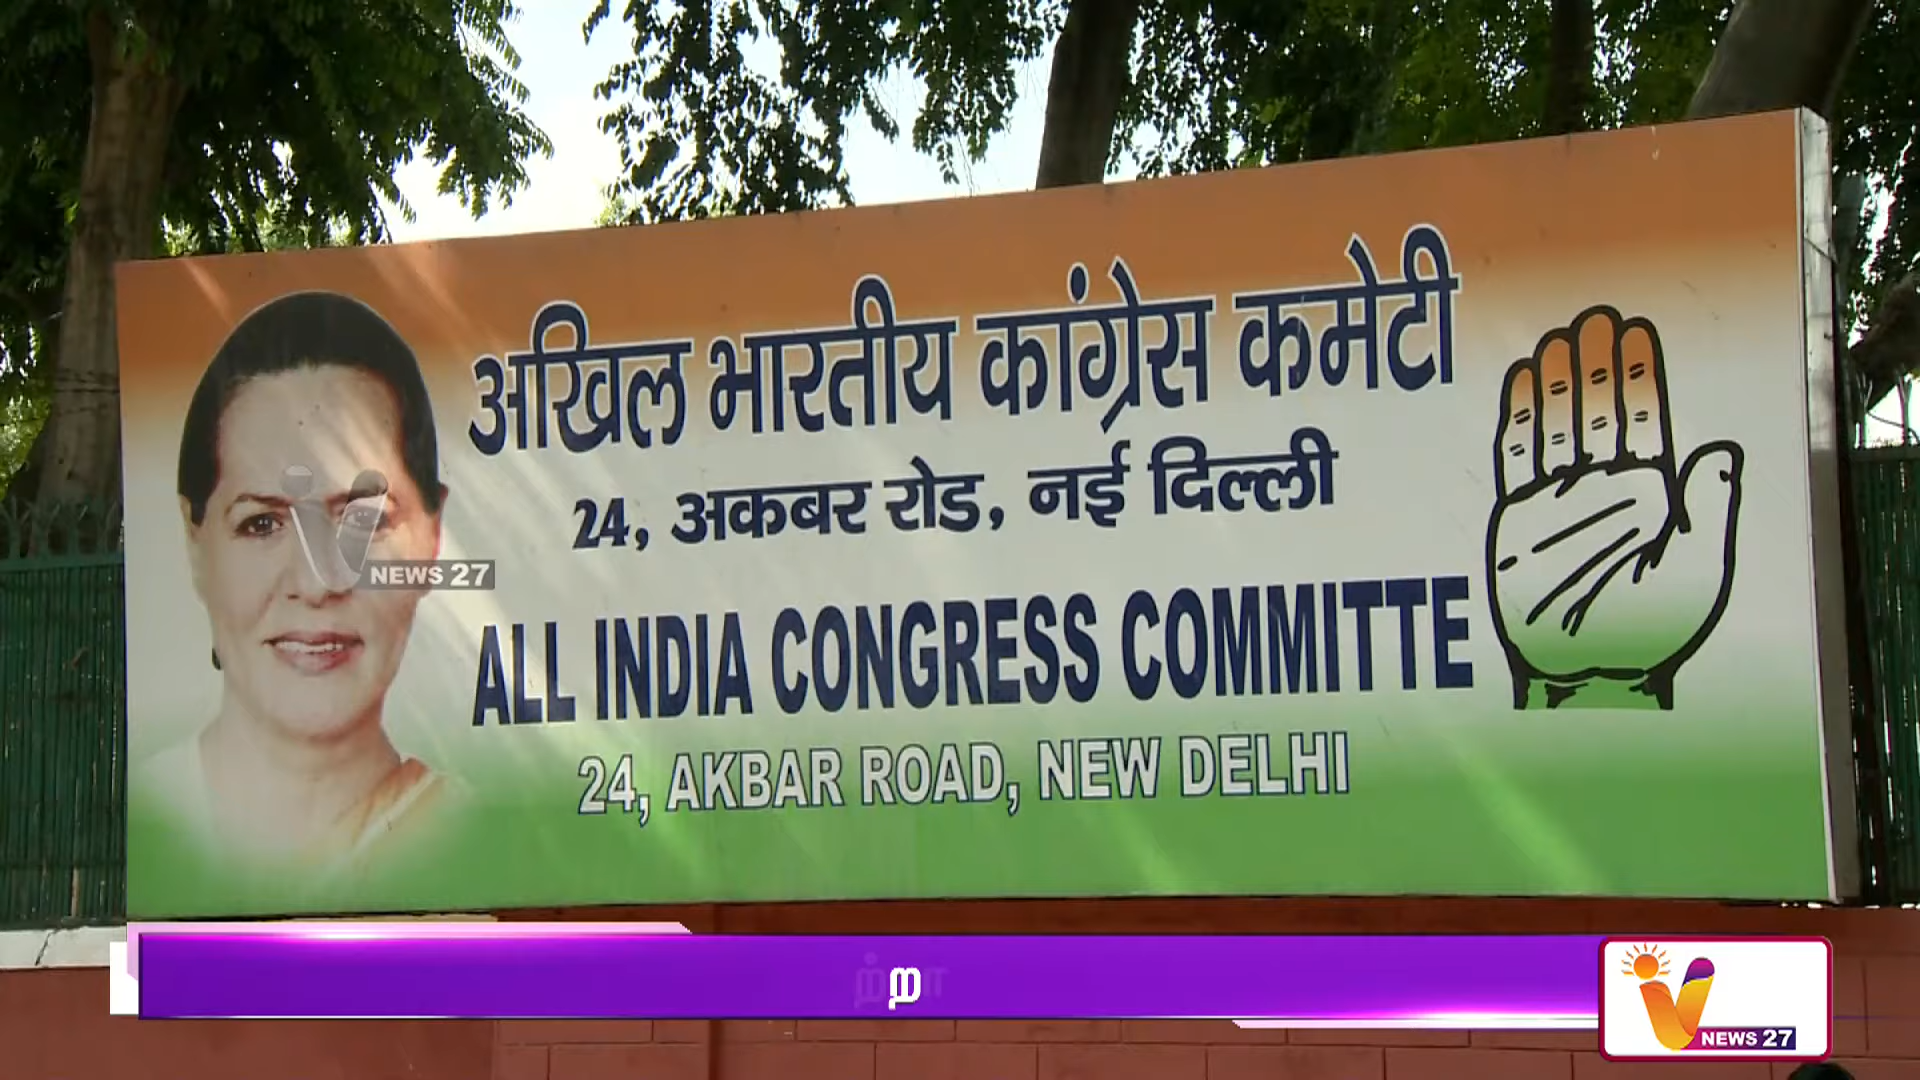 अखिल भारतीय कांग्रेस कमेटी
24, अकबर रोड, नई दिल्ली
NEWS 27
ALL INDIA CONGRESS COMMITTE
24, AKBAR ROAD, NEW DELHI
NEWS 27